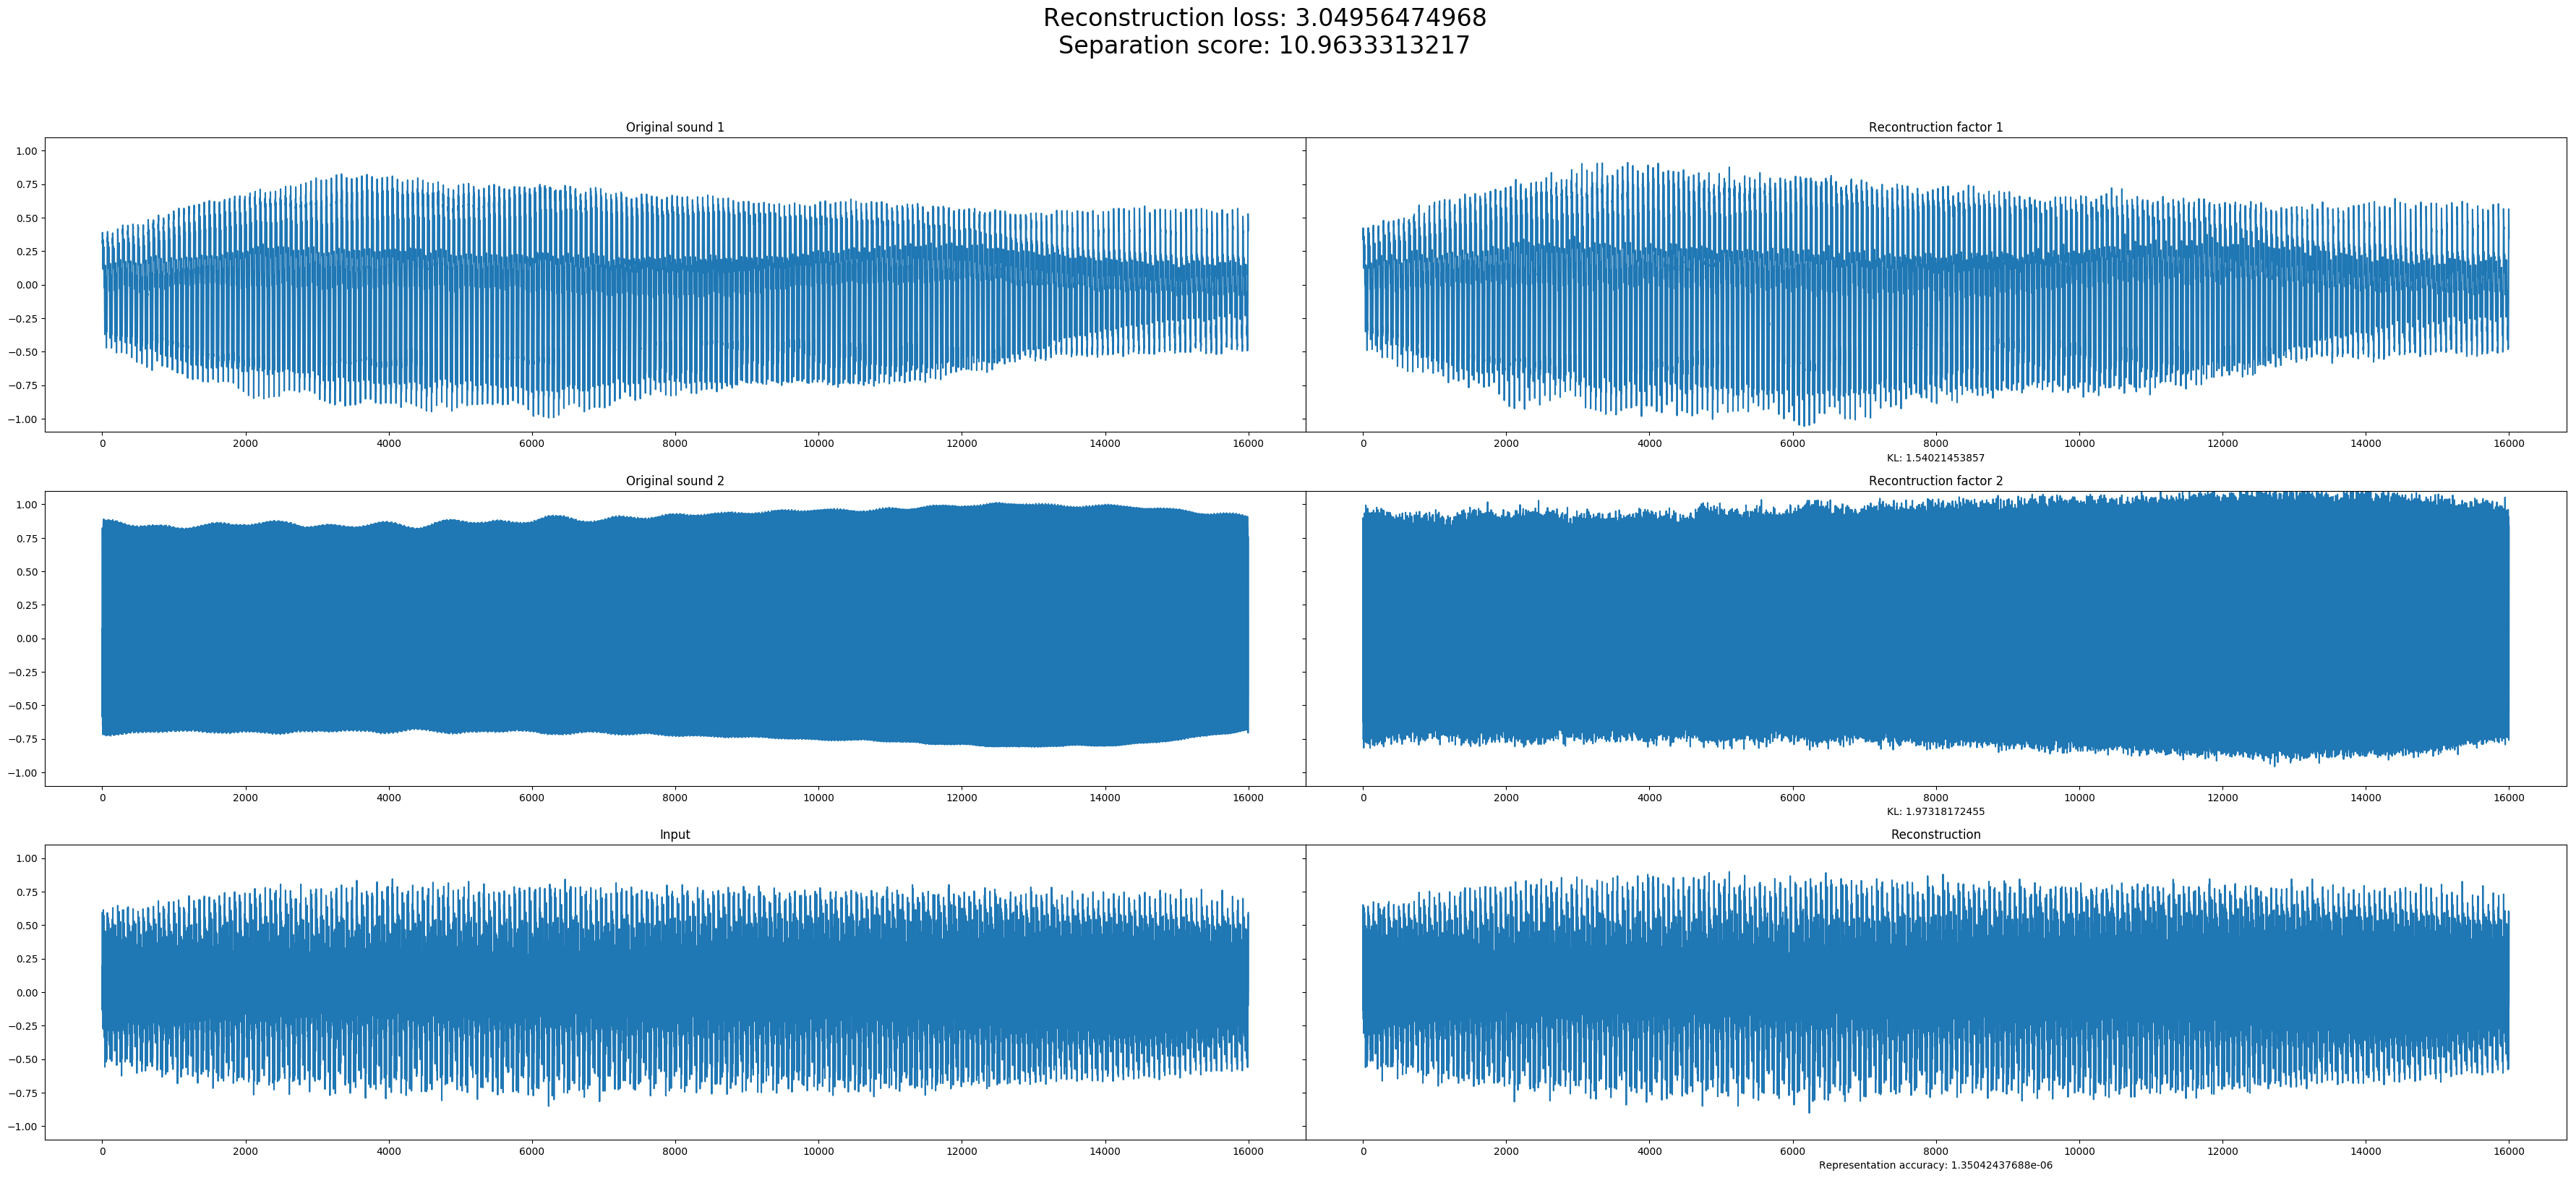 Reconstruction loss: 3.04956474968
Separation score: 10.9633313217
Original sound 1
Recontruction factor 1
1.00
0.75
0.50
0.25
0.00
−0.25
−0.50
−0.75
−1.00
0 2000 4000 6000 8000 10000 12000 14000 16000
0 2000 4000 6000 8000 10000 12000 14000 16000
KL: 1.54021453857
Original sound 2
Recontruction factor 2
1.00
0.75
0.50
0.25
0.00
−0.25
−0.50
−0.75
−1.00
0 2000 4000 6000 8000 10000 12000 14000 16000
0 2000 4000 6000 8000 10000 12000 14000 16000
KL: 1.97318172455
Input
Reconstruction
1.00
0.75
0.50
0.25
0.00
−0.25
−0.50
−0.75
−1.00
0 2000 4000 6000 8000 10000 12000 14000 16000
0 2000 4000 6000 8000 10000 12000 14000 16000
Representation accuracy: 1.35042437688e-06